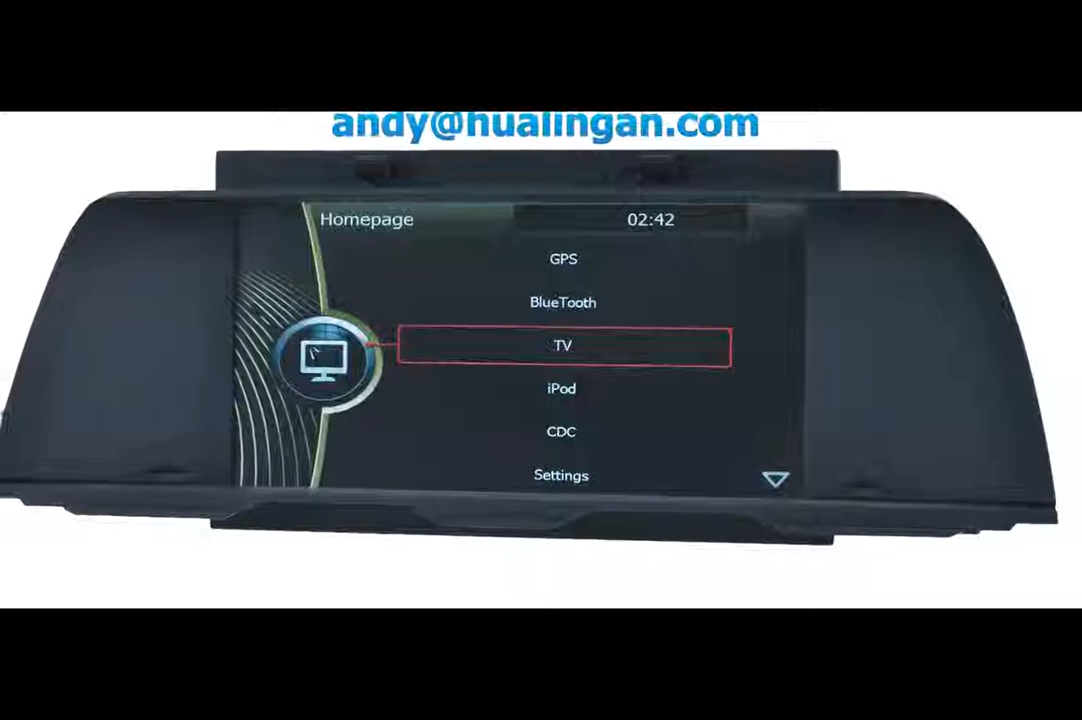 andy@hualingan.com
Homepage 02:42
GPS
BlueTooth
TV
iPod
CDC
Settings